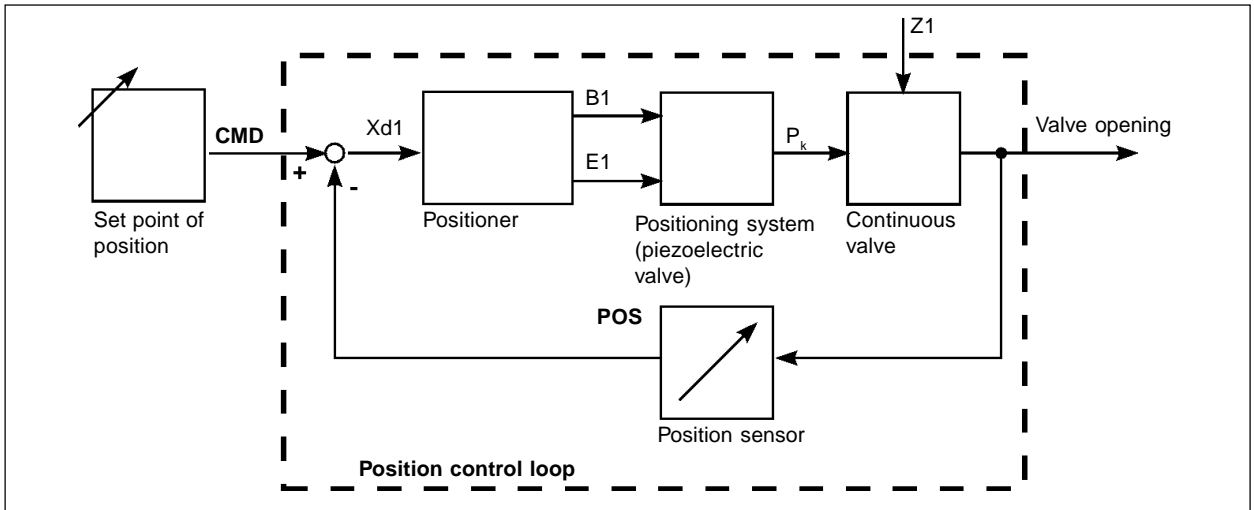 Z1
CMD
+
-
Xd1
B1
E1
Pk
Valve opening
Set point of
position
Positioner
Positioning system
(piezoelectric
valve)
Continuous
valve
POS
Position sensor
Position control loop